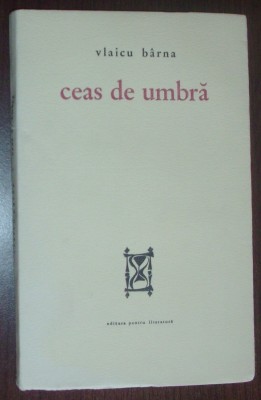 vlaicu bârna
ceas de umbră
editura pentru literatură